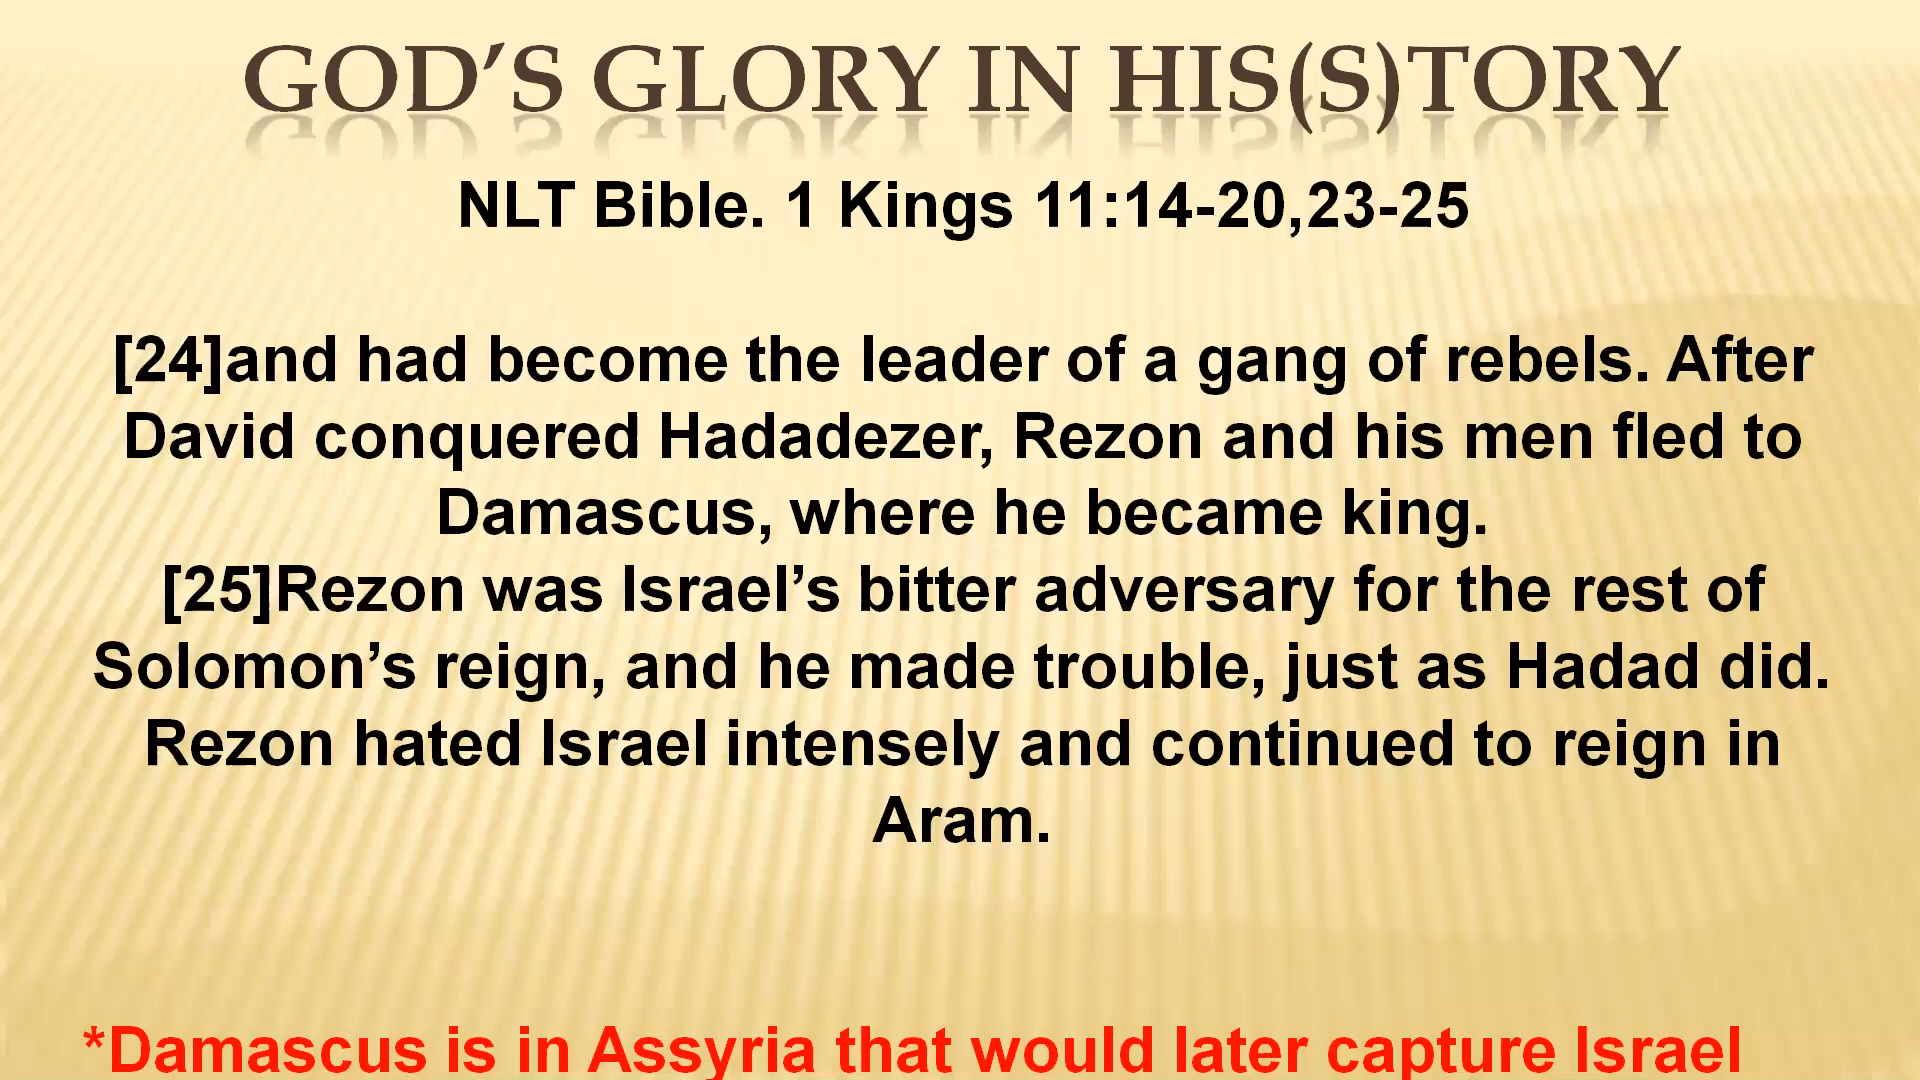 GOD’S GLORY IN HIS(S)TORY
NLT Bible. 1 Kings 11:14-20,23-25
[24]and had become the leader of a gang of rebels. After
David conquered Hadadezer, Rezon and his men fled to
Damascus, where he became king.
[25]Rezon was Israel’s bitter adversary for the rest of
Solomon’s reign, and he made trouble, just as Hadad did.
Rezon hated Israel intensely and continued to reign in
Aram.
*Damascus is in Assyria that would later capture Israel